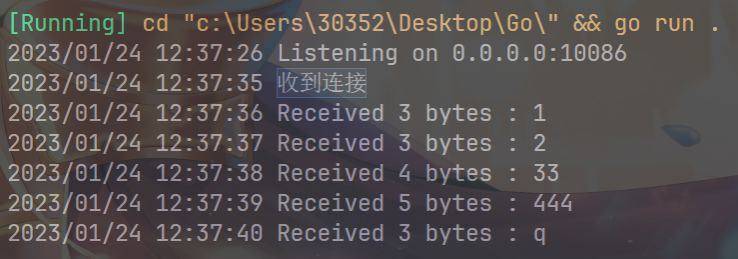 [Running] cd "c:\Users\30352\Desktop\Go\" && go run .
2023/01/24 12:37:26 Listening on 0.0.0.0:10086
2023/01/24 12:37:35 收到连接
2023/01/24 12:37:36 Received 3 bytes : 1
2023/01/24 12:37:37 Received 3 bytes : 2
2023/01/24 12:37:38 Received 4 bytes : 33
2023/01/24 12:37:39 Received 5 bytes : 444
2023/01/24 12:37:40 Received 3 bytes : q